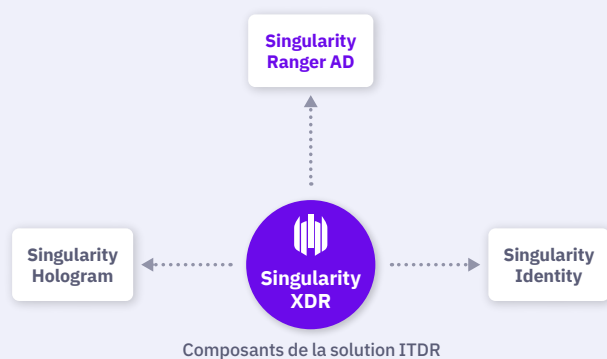 Singularity
Ranger AD
Singularity
Hologram
Singularity
XDR
Singularity
Identity
Composants de la solution ITDR